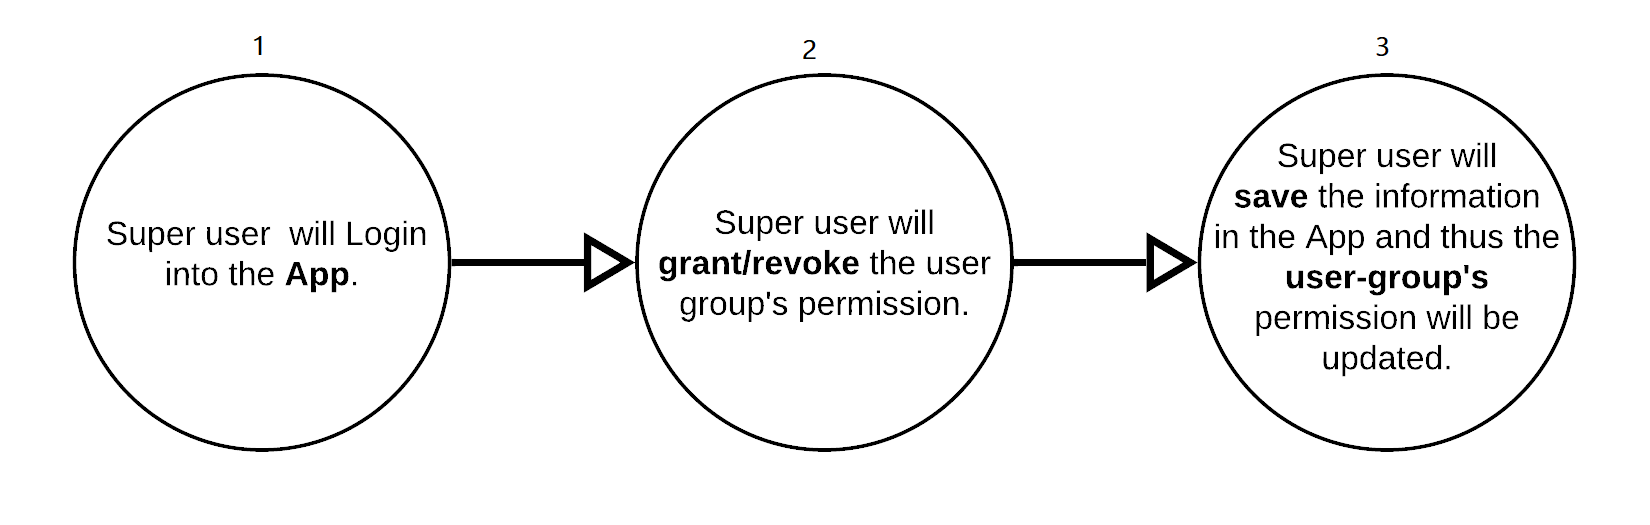 1
Super user  will Login
into the App.
2
Super user will
grant/revoke the user
group's permission.
3
Super user will
save the information
in the App and thus the
user-group's
permission will be
updated.